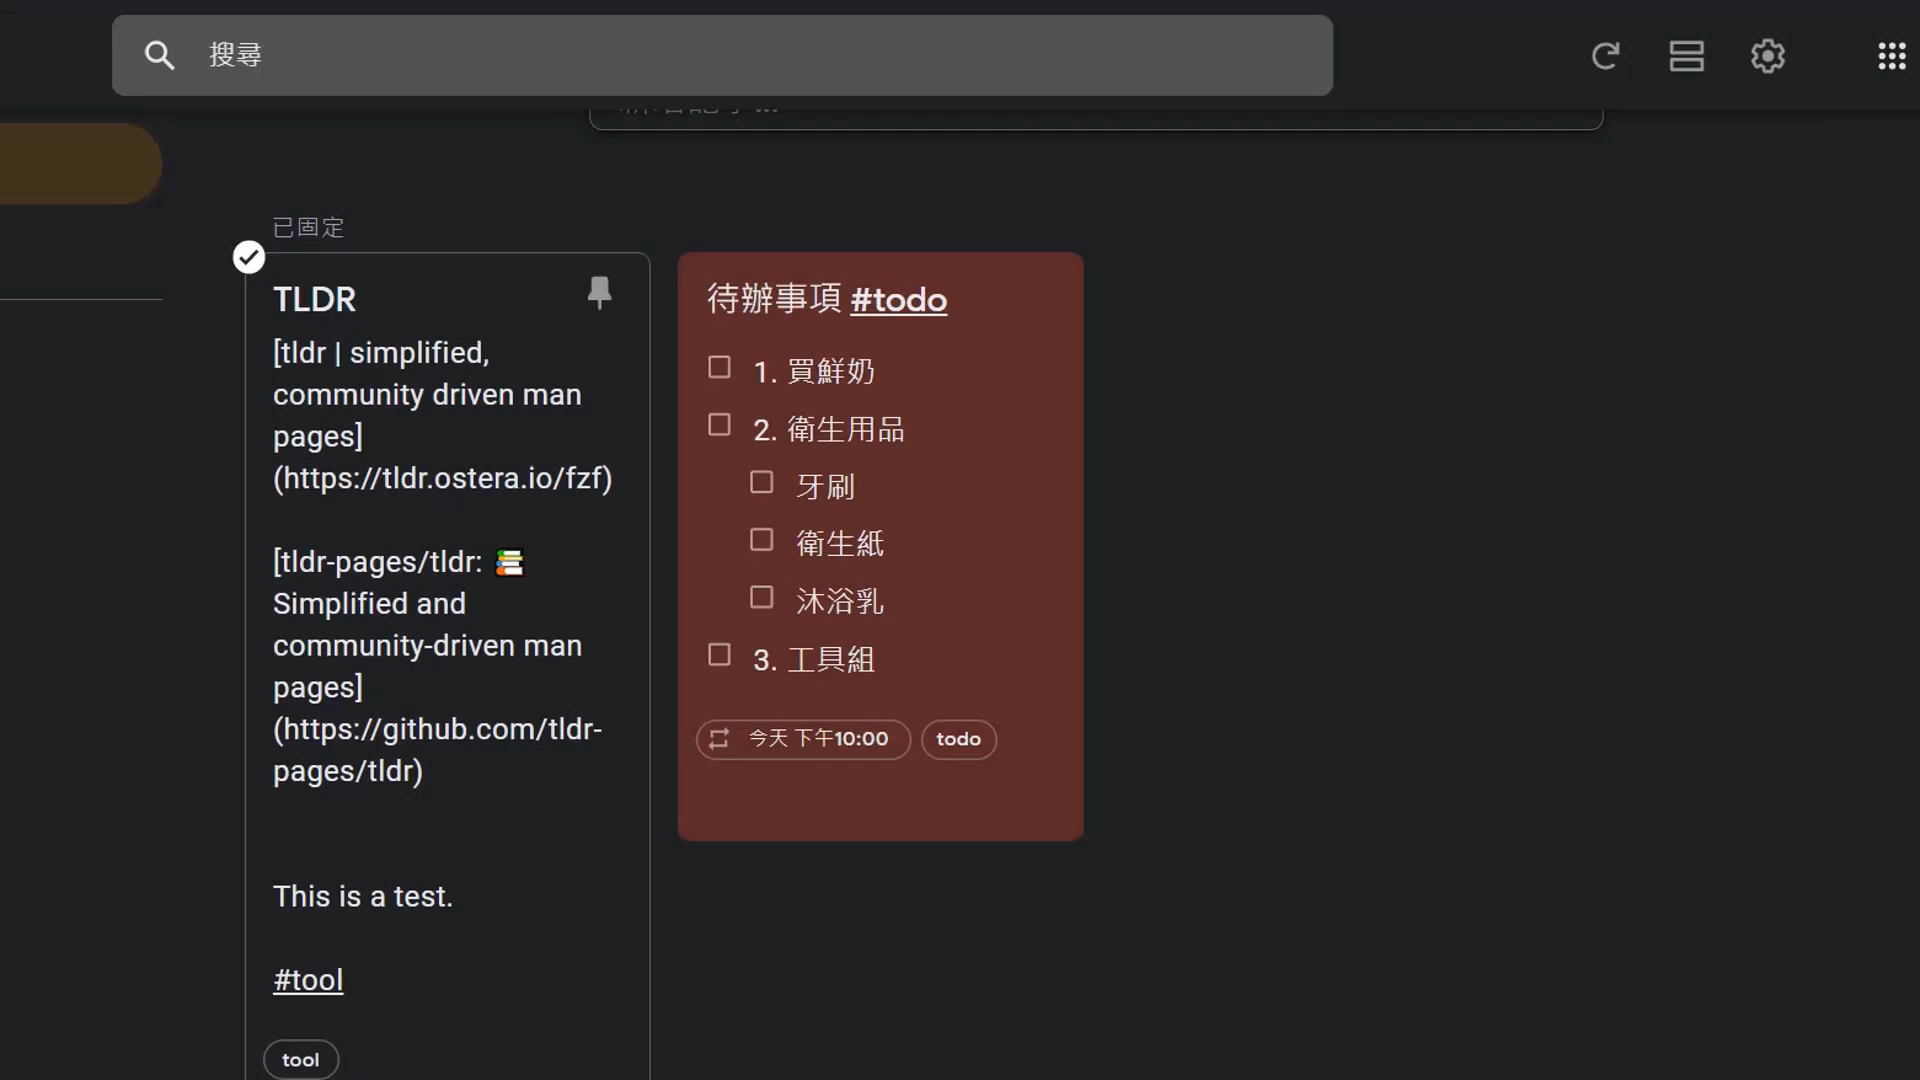 搜尋
已固定
TLDR
[tldr | simplified,
community driven man
pages]
(https://tldr.ostera.io/fzf)
[tldr-pages/tldr: 📚
Simplified and
community-driven man
pages]
(https://github.com/tldr-
pages/tldr)
This is a test.
#tool
tool
待辦事項 #todo
1. 買鮮奶
2. 衛生用品
牙刷
衛生紙
沐浴乳
3. 工具組
今天 下午10:00
todo